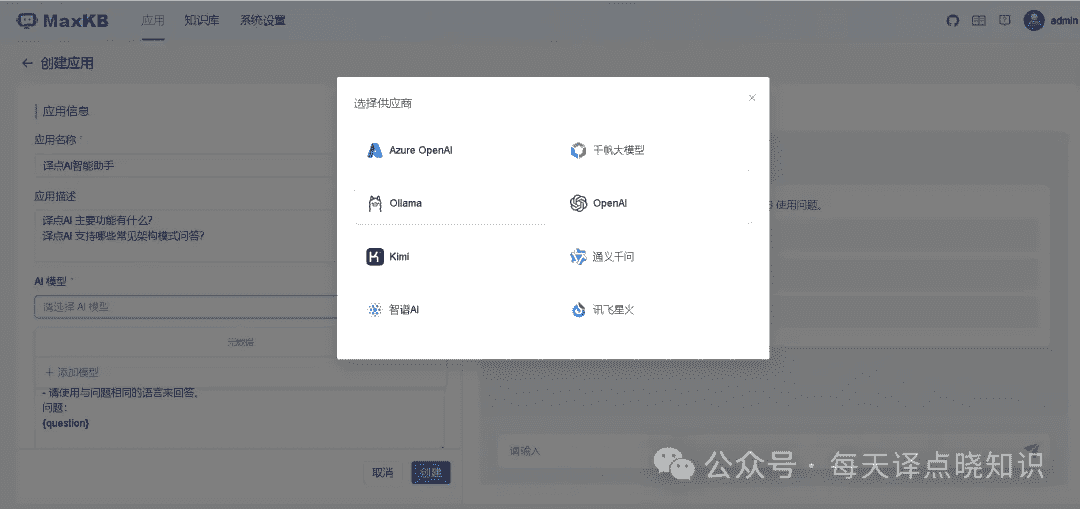 MaxKB 应用 知识库 系统设置 admin
← 创建应用
应用信息
应用名称 *
译点AI智能助手
应用描述
译点AI 主要功能有什么?
译点AI 支持哪些常见架构模式问答?
AI 模型 *
请选择 AI 模型
无数据
+ 添加模型
- 请使用与问题相同的语言来回答。
问题:
{question}
取消 创建
选择供应商
Azure OpenAI 千帆大模型
Ollama OpenAI
Kimi 通义千问
智谱AI 讯飞星火
使用问题。
请输入
公众号 · 每天译点晓知识